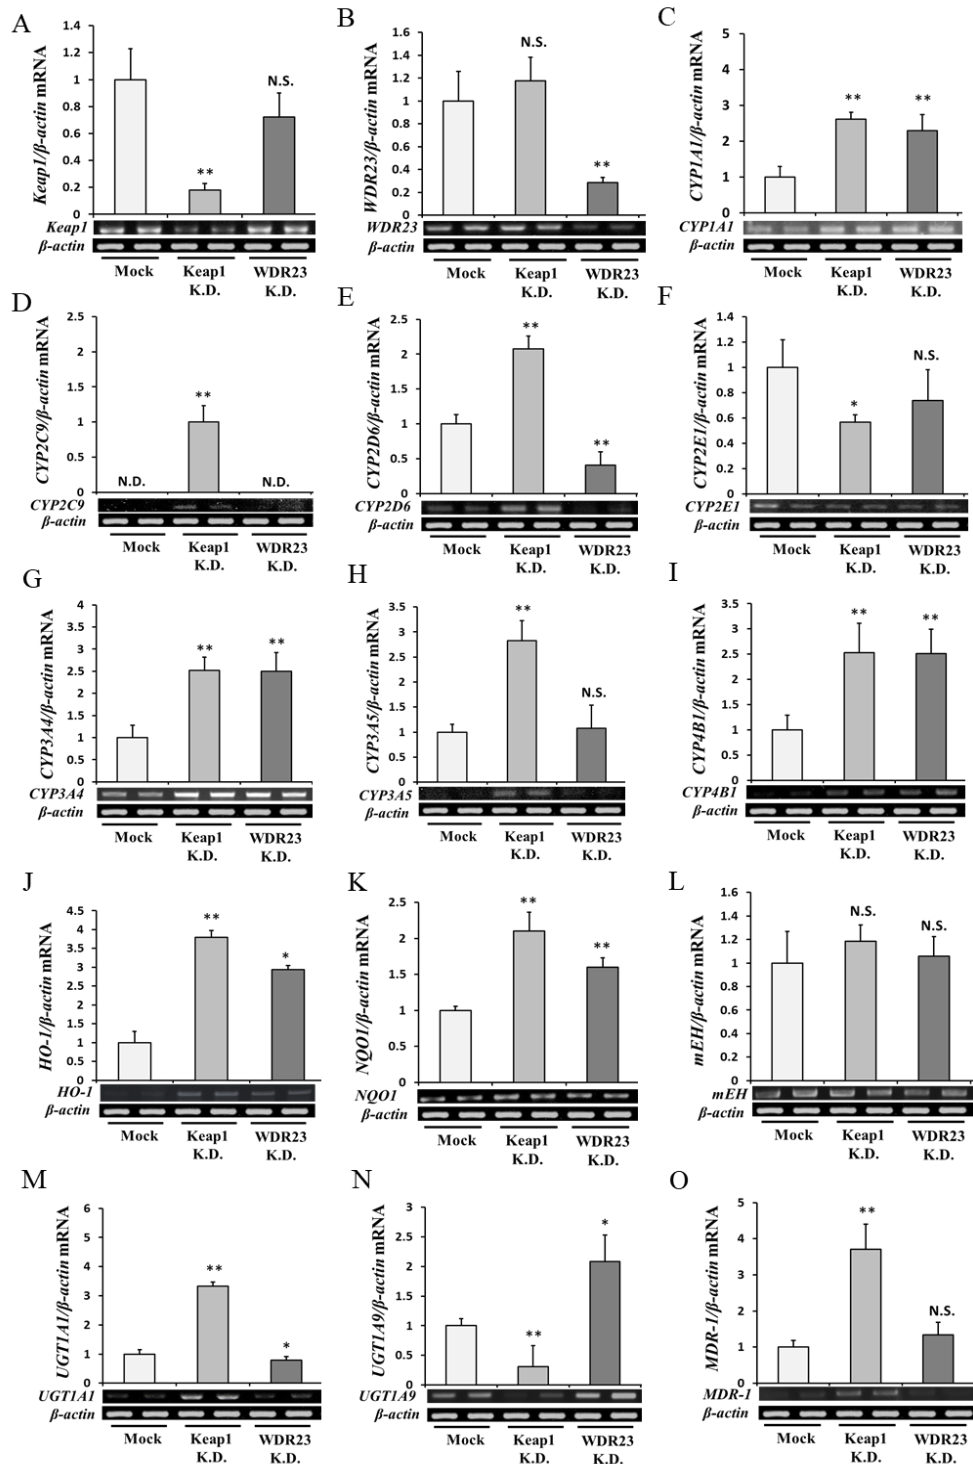 A
Keap1/β-actin mRNA
1.4
1.2
1
0.8
0.6
0.4
0.2
0
**
N.S.
Keap1
β-actin
Mock
Keap1
K.D.
WDR23
K.D.
B
WDR23/β-actin mRNA
1.6
1.4
1.2
1
0.8
0.6
0.4
0.2
0
N.S.
**
WDR23
β-actin
Mock
Keap1
K.D.
WDR23
K.D.
C
CYP1A1/β-actin mRNA
5
4
3
2
1
0
**
**
CYP1A1
β-actin
Mock
Keap1
K.D.
WDR23
K.D.
D
CYP2C9/β-actin mRNA
2.5
2
1.5
1
0.5
0
N.D.
**
N.D.
CYP2C9
β-actin
Mock
Keap1
K.D.
WDR23
K.D.
E
CYP2D6/β-actin mRNA
2.5
2
1.5
1
0.5
0
**
**
CYP2D6
β-actin
Mock
Keap1
K.D.
WDR23
K.D.
F
CYP2E1/β-actin mRNA
1.4
1.2
1
0.8
0.6
0.4
0.2
0
*
N.S.
CYP2E1
β-actin
Mock
Keap1
K.D.
WDR23
K.D.
G
CYP3A4/β-actin mRNA
4
3.5
3
2.5
2
1.5
1
0.5
0
**
**
CYP3A4
β-actin
Mock
Keap1
K.D.
WDR23
K.D.
H
CYP3A5/β-actin mRNA
3.5
3
2.5
2
1.5
1
0.5
0
**
N.S.
CYP3A5
β-actin
Mock
Keap1
K.D.
WDR23
K.D.
I
CYP4B1/β-actin mRNA
3.5
3
2.5
2
1.5
1
0.5
0
**
**
CYP4B1
β-actin
Mock
Keap1
K.D.
WDR23
K.D.
J
HO-1/β-actin mRNA
4.5
4
3.5
3
2.5
2
1.5
1
0.5
0
**
*
HO-1
β-actin
Mock
Keap1
K.D.
WDR23
K.D.
K
NQO1/β-actin mRNA
2.5
2
1.5
1
0.5
0
**
**
NQO1
β-actin
Mock
Keap1
K.D.
WDR23
K.D.
L
mEH/β-actin mRNA
1.6
1.4
1.2
1
0.8
0.6
0.4
0.2
0
N.S.
N.S.
mEH
β-actin
Mock
Keap1
K.D.
WDR23
K.D.
M
UGT1A1/β-actin mRNA
6
5
4
3
2
1
0
**
*
UGT1A1
β-actin
Mock
Keap1
K.D.
WDR23
K.D.
N
UGT1A9/β-actin mRNA
3
2.5
2
1.5
1
0.5
0
**
*
UGT1A9
β-actin
Mock
Keap1
K.D.
WDR23
K.D.
O
MDR-1/β-actin mRNA
5
4
3
2
1
0
**
N.S.
MDR-1
β-actin
Mock
Keap1
K.D.
WDR23
K.D.